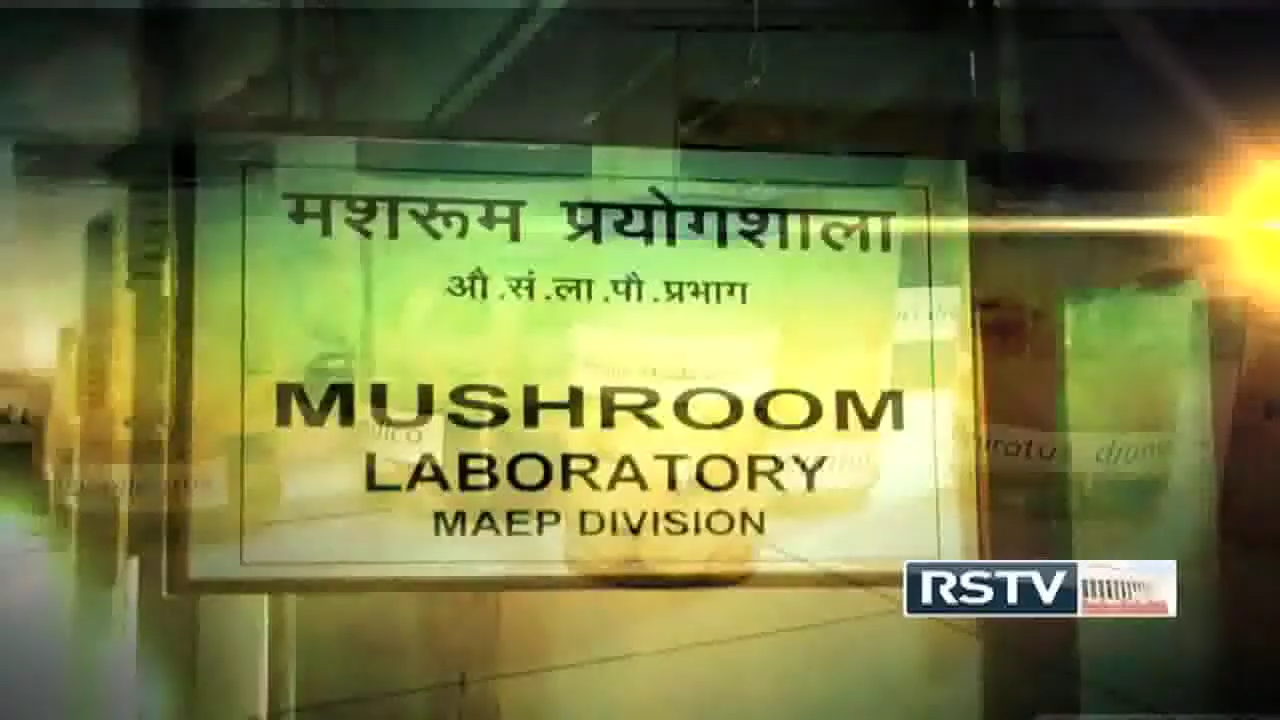 मशरूम प्रयोगशाला
औ.सं.ला.पौ.प्रभाग
MUSHROOM
LABORATORY
MAEP DIVISION
RSTV